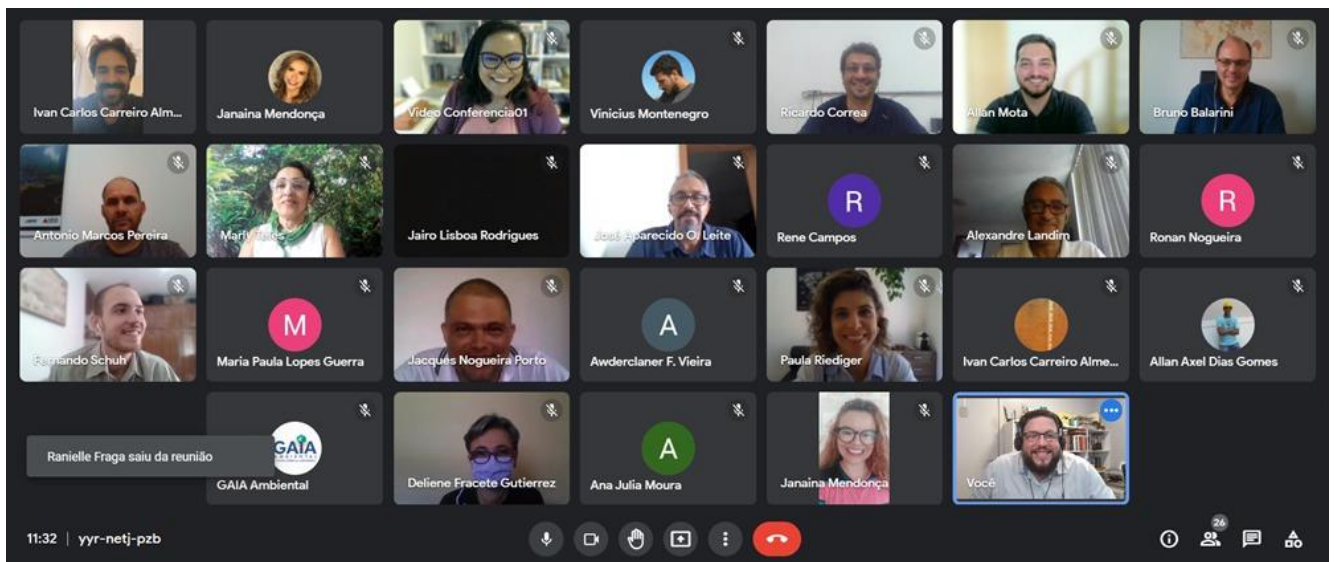 Ivan Carlos Carreiro Alm...
Janaina Mendonça
Video Conferencia01
Vinicius Montenegro
Ricardo Correa
Allan Mota
Bruno Balarini
Antonio Marcos Pereira
Marly Teles
Jairo Lisboa Rodrigues
José Aparecido O. Leite
R
Rene Campos
Alexandre Landim
R
Ronan Nogueira
Fernando Schuh
M
Maria Paula Lopes Guerra
Jacques Nogueira Porto
A
Awderclaner F. Vieira
Paula Riediger
Ivan Carlos Carreiro Alme...
Allan Axel Dias Gomes
Ranielle Fraga saiu da reunião
GAIA
GAIA Ambiental
Deliene Fracete Gutierrez
A
Ana Julia Moura
Janaina Mendonça
Você
11:32 | yyr-netj-pzb
26